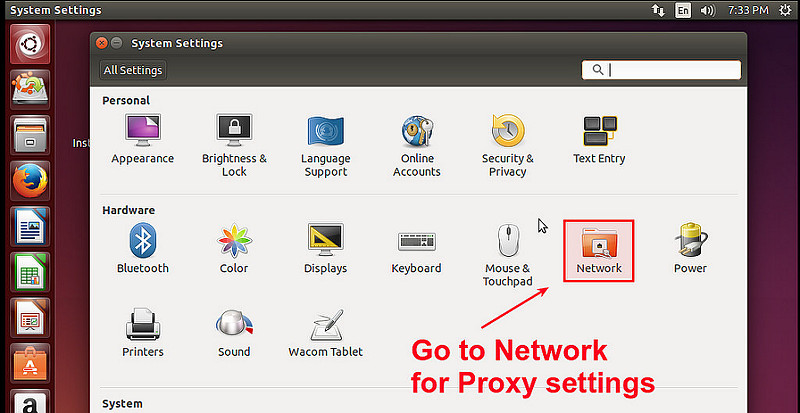 System Settings
En
7:33 PM
System Settings
All Settings
Personal
Inst
Appearance
Brightness &
Lock
Language
Support
Online
Accounts
Security &
Privacy
Text Entry
Hardware
Bluetooth
Color
Displays
Keyboard
Mouse &
Touchpad
Network
Power
Printers
Sound
Wacom Tablet
Go to Network
for Proxy settings
System
a